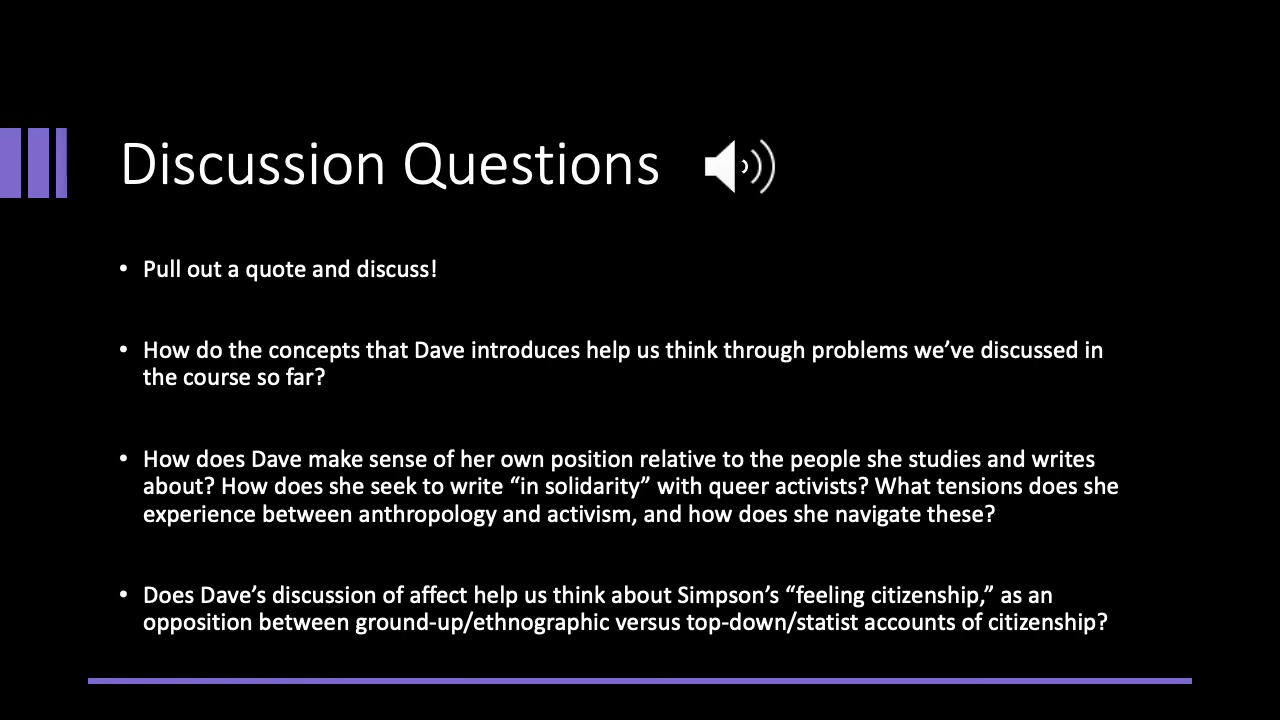 Discussion Questions
• Pull out a quote and discuss!
• How do the concepts that Dave introduces help us think through problems we’ve discussed in
the course so far?
• How does Dave make sense of her own position relative to the people she studies and writes
about? How does she seek to write “in solidarity” with queer activists? What tensions does she
experience between anthropology and activism, and how does she navigate these?
• Does Dave’s discussion of affect help us think about Simpson’s “feeling citizenship,” as an
opposition between ground-up/ethnographic versus top-down/statist accounts of citizenship?